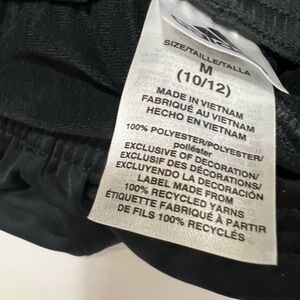 SIZE/TAILLE/TALLA
M
(10/12)
MADE IN VIETNAM
FABRIQUÉ AU VIETNAM
HECHO EN VIETNAM
100% POLYESTER/POLYESTER/
poliéster
EXCLUSIVE OF DECORATION/
EXCLUSIF DES DÉCORATIONS/
EXCLUYENDO LA DECORACIÓN
LABEL MADE FROM
100% RECYCLED YARNS
ÉTIQUETTE FABRIQUÉ À PARTIR
DE FILS 100% RECYCLÉS